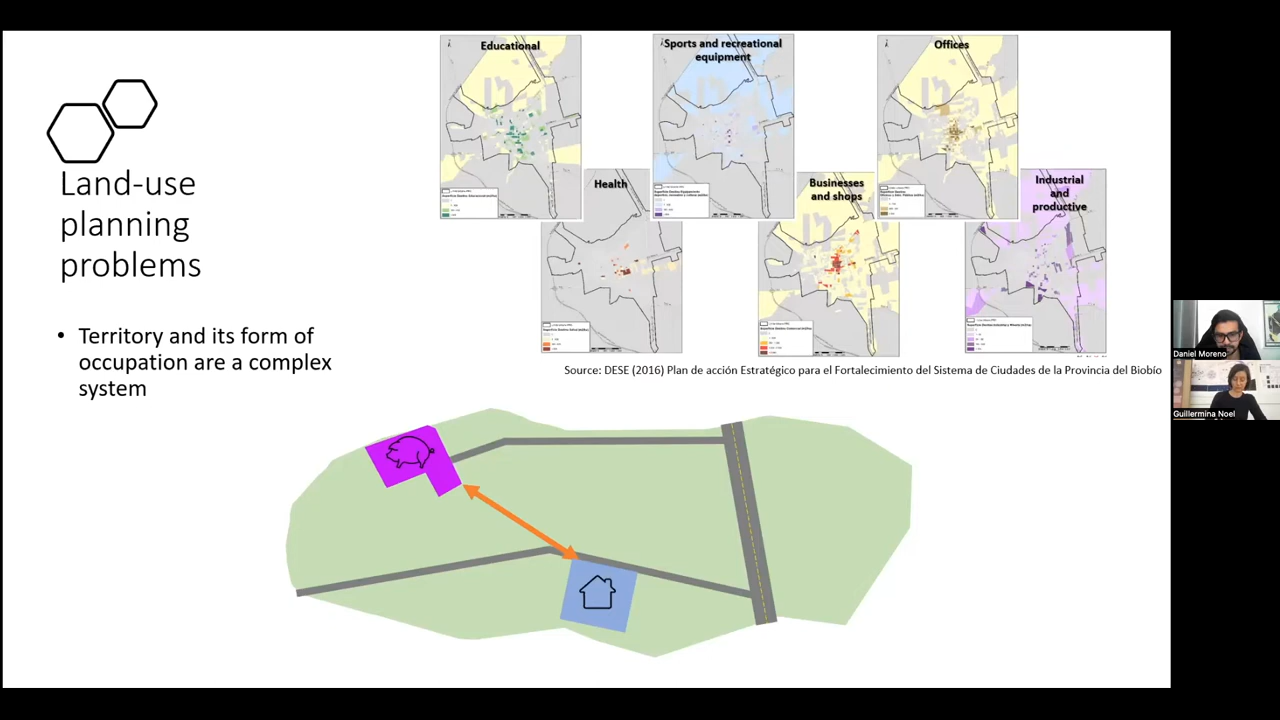 Land-use
planning
problems
• Territory and its form of
occupation are a complex
system
Educational
Sports and recreational
equipment
Offices
Health
Businesses
and shops
Industrial
and
productive
Source: DESE (2016) Plan de acción Estratégico para el Fortalecimiento del Sistema de Ciudades de la Provincia del Biobío
Daniel Moreno
Guillermina Noel